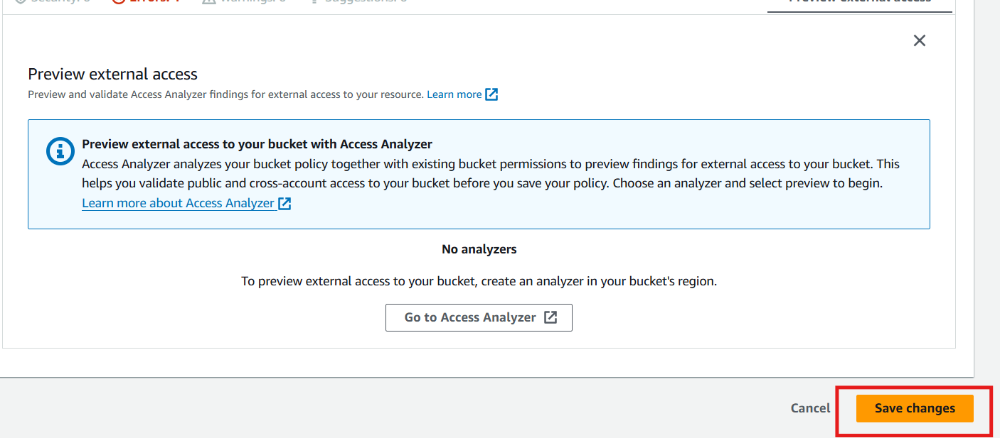 Preview external access
Preview external access
Preview and validate Access Analyzer findings for external access to your resource. Learn more
Preview external access to your bucket with Access Analyzer
Access Analyzer analyzes your bucket policy together with existing bucket permissions to preview findings for external access to your bucket. This
helps you validate public and cross-account access to your bucket before you save your policy. Choose an analyzer and select preview to begin.
Learn more about Access Analyzer
No analyzers
To preview external access to your bucket, create an analyzer in your bucket's region.
Go to Access Analyzer
Cancel Save changes